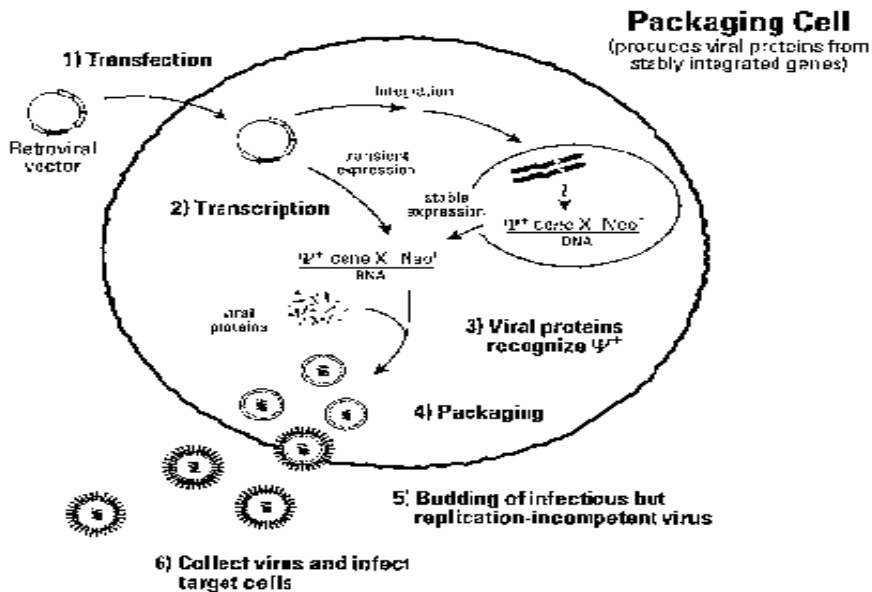 Packaging Cell
(produces viral proteins from
stably integrated genes)
1) Transfection
Retroviral
vector
Integration
transient
expression
stable
expression
2) Transcription
Ψ+ gene X Neor
DNA
Ψ+ gene X Neor
RNA
viral
proteins
3) Viral proteins
recognize Ψ+
4) Packaging
5) Budding of infectious but
replication-incompetent virus
6) Collect virus and infect
target cells